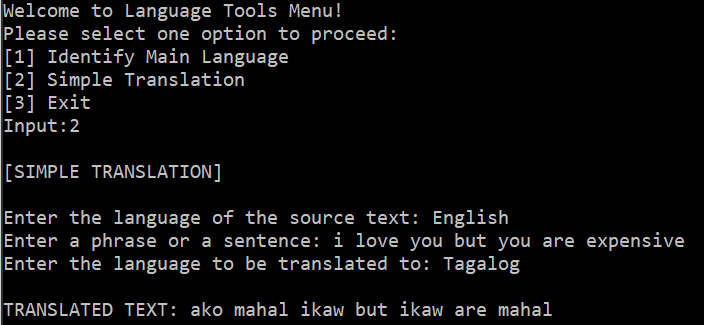 Welcome to Language Tools Menu!
Please select one option to proceed:
[1] Identify Main Language
[2] Simple Translation
[3] Exit
Input:2
[SIMPLE TRANSLATION]
Enter the language of the source text: English
Enter a phrase or a sentence: i love you but you are expensive
Enter the language to be translated to: Tagalog
TRANSLATED TEXT: ako mahal ikaw but ikaw are mahal